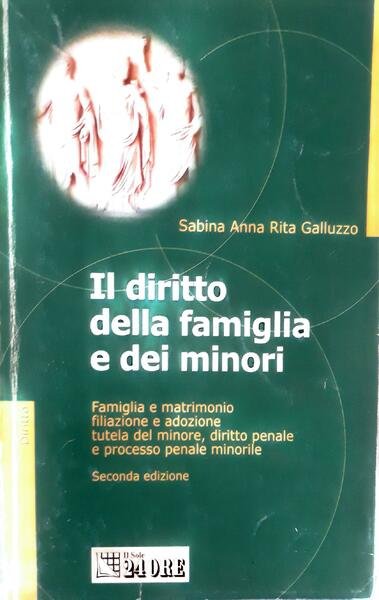 Sabina Anna Rita Galluzzo
Il diritto
della famiglia
e dei minori
Famiglia e matrimonio
filiazione e adozione
tutela del minore, diritto penale
e processo penale minorile
Seconda edizione
Diritto
Il Sole
24 ORE